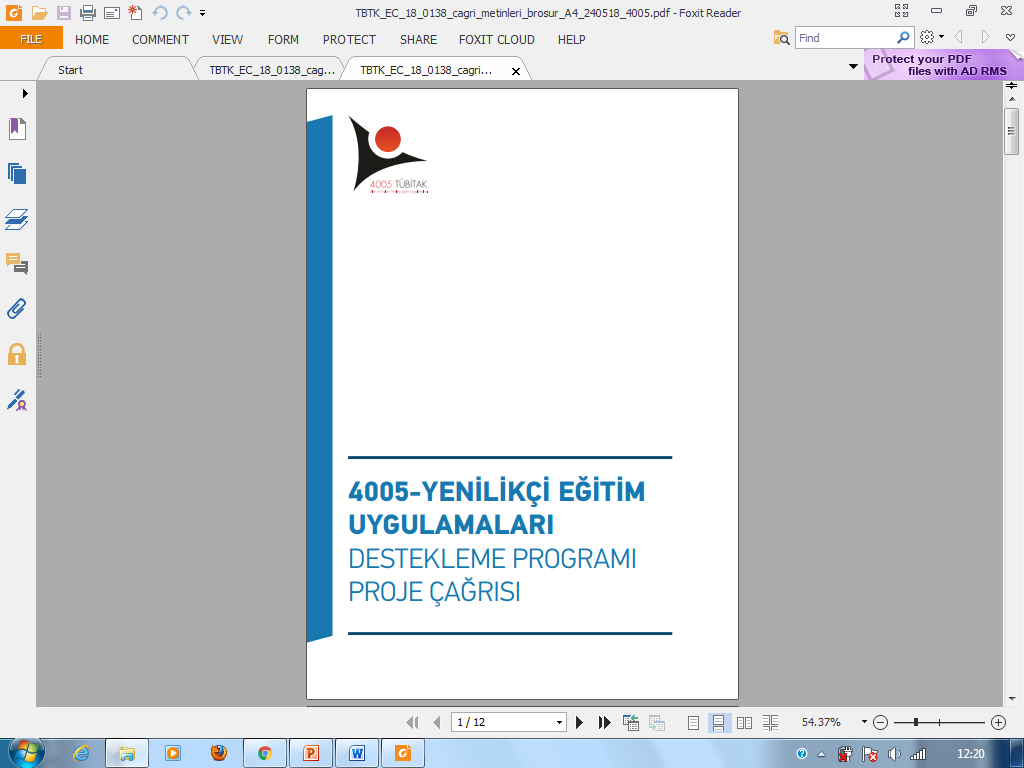 TBTK_EC_18_0138_cagri_metinleri_brosur_A4_240518_4005.pdf - Foxit Reader
FILE HOME COMMENT VIEW FORM PROTECT SHARE FOXIT CLOUD HELP Find
Start TBTK_EC_18_0138_cag... TBTK_EC_18_0138_cagri...
Protect your PDF
files with AD RMS
4005 TÜBİTAK
4005-YENİLİKÇİ EĞİTİM
UYGULAMALARI
DESTEKLEME PROGRAMI
PROJE ÇAĞRISI
1 / 12 54.37%
12:20